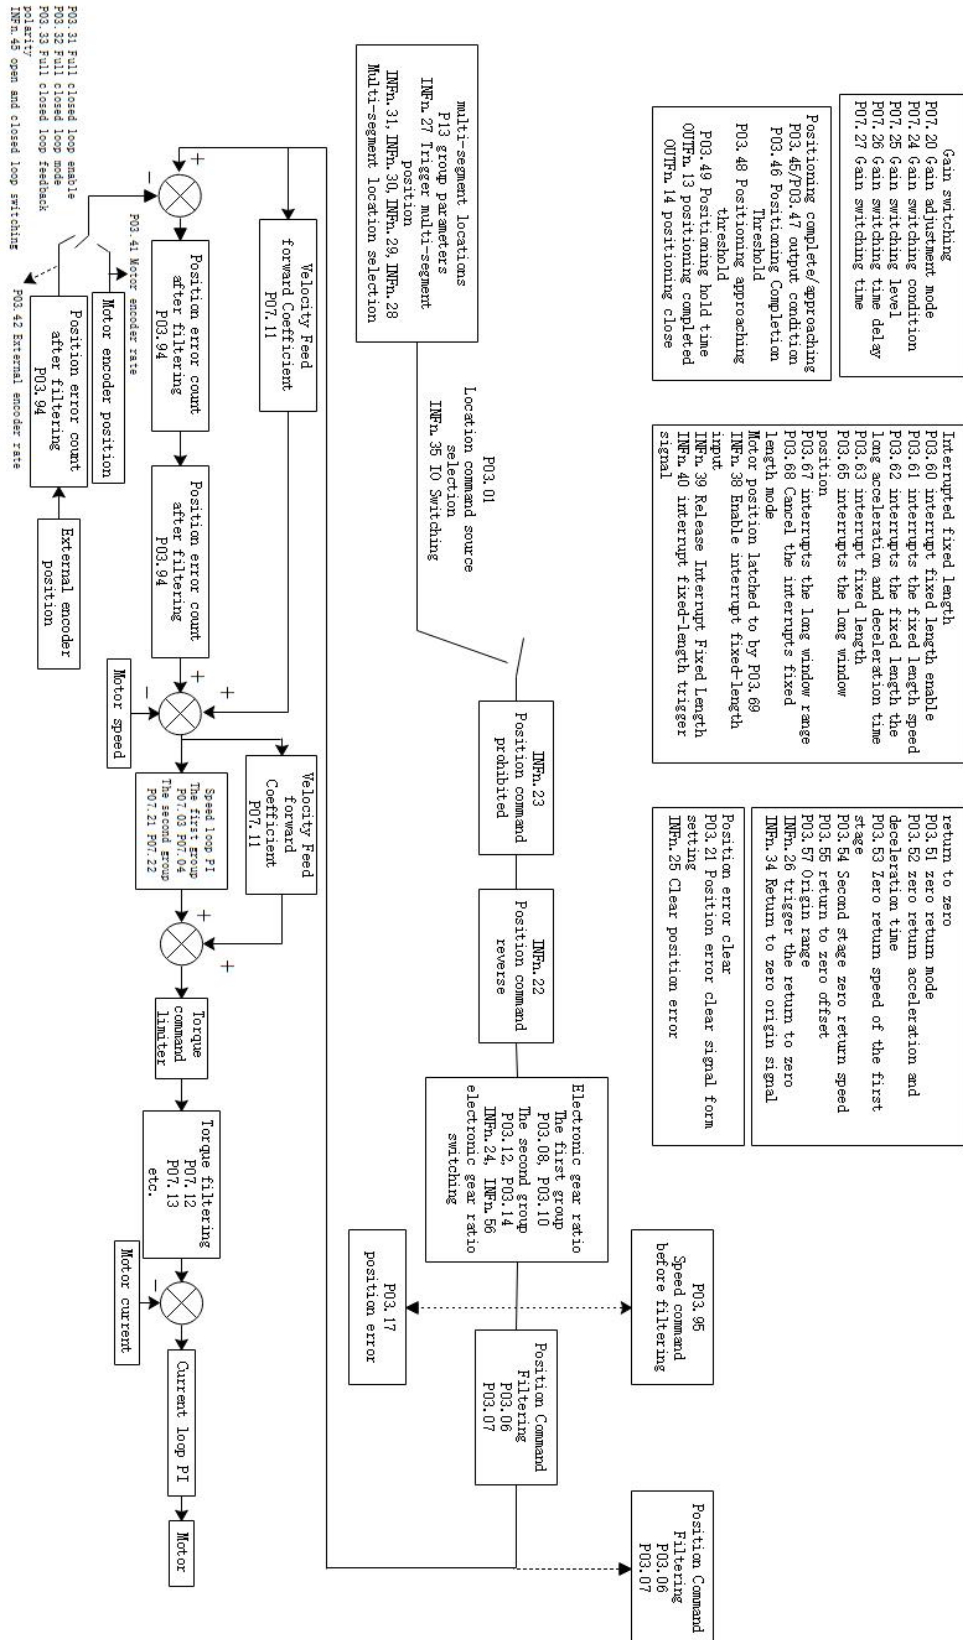 Gain switching
P07.20 Gain adjustment mode
P07.24 Gain switching condition
P07.25 Gain switching level
P07.26 Gain switching time delay
P07.27 Gain switching time
Positioning complete/approaching
P03.45/P03.47 output condition
P03.46 Positioning Completion
Threshold
P03.48 Positioning approaching
threshold
P03.49 Positioning hold time
OUTFn.13 positioning completed
OUTFn.14 positioning close
Interrupted fixed length
P03.60 interrupt fixed length enable
P03.61 interrupts the fixed length speed
P03.62 interrupts the fixed length the
long acceleration and deceleration time
P03.63 interrupt fixed length
P03.65 interrupts the long window
position
P03.67 interrupts the long window range
P03.68 Cancel the interrupts fixed
length mode
Motor position latched to by P03.69
INFn.38 Enable interrupt fixed-length
input
INFn.39 Release Interrupt Fixed Length
INFn.40 interrupt fixed-length trigger
signal
return to zero
P03.51 zero return mode
P03.52 zero return acceleration and
deceleration time
P03.53 Zero return speed of the first
stage
P03.54 Second stage zero return speed
P03.55 return to zero offset
P03.57 Origin range
INFn.26 trigger the return to zero
INFn.34 Return to zero origin signal
Position error clear
P03.21 Position error clear signal form
setting
INFn.25 Clear position error
multi-segment locations
P13 group parameters
INFn.27 Trigger multi-segment
position
INFn.31, INFn.30, INFn.29, INFn.28
Multi-segment location selection
P03.01
Location command source
selection
INFn.35 IO Switching
INFn.23
Position command
prohibited
INFn.22
Position command
reverse
Electronic gear ratio
The first group
P03.08, P03.10
The second group
P03.12, P03.14
INFn.24, INFn.56
electronic gear ratio
switching
P03.95
Speed command
before filtering
P03.17
position error
Position Command
Filtering
P03.06
P03.07
Position Command
Filtering
P03.06
P03.07
Velocity Feed
forward Coefficient
P07.11
+
−
Position error count
after filtering
P03.94
Position error count
after filtering
P03.94
+
+
−
Motor speed
Velocity Feed
forward
Coefficient
P07.11
Speed loop PI
The first group
P07.03 P07.04
The second group
P07.21 P07.22
+
+
Torque
command
limiter
Torque filtering
P07.12
P07.13
etc.
−
Motor current
Current loop PI
Motor
P03.41 Motor encoder rate
Motor encoder position
Position error count
after filtering
P03.94
External encoder
position
P03.42 External encoder rate
P03.31 Full closed loop enable
P03.32 Full closed loop mode
P03.33 Full closed loop feedback
polarity
INFn.45 open and closed loop switching